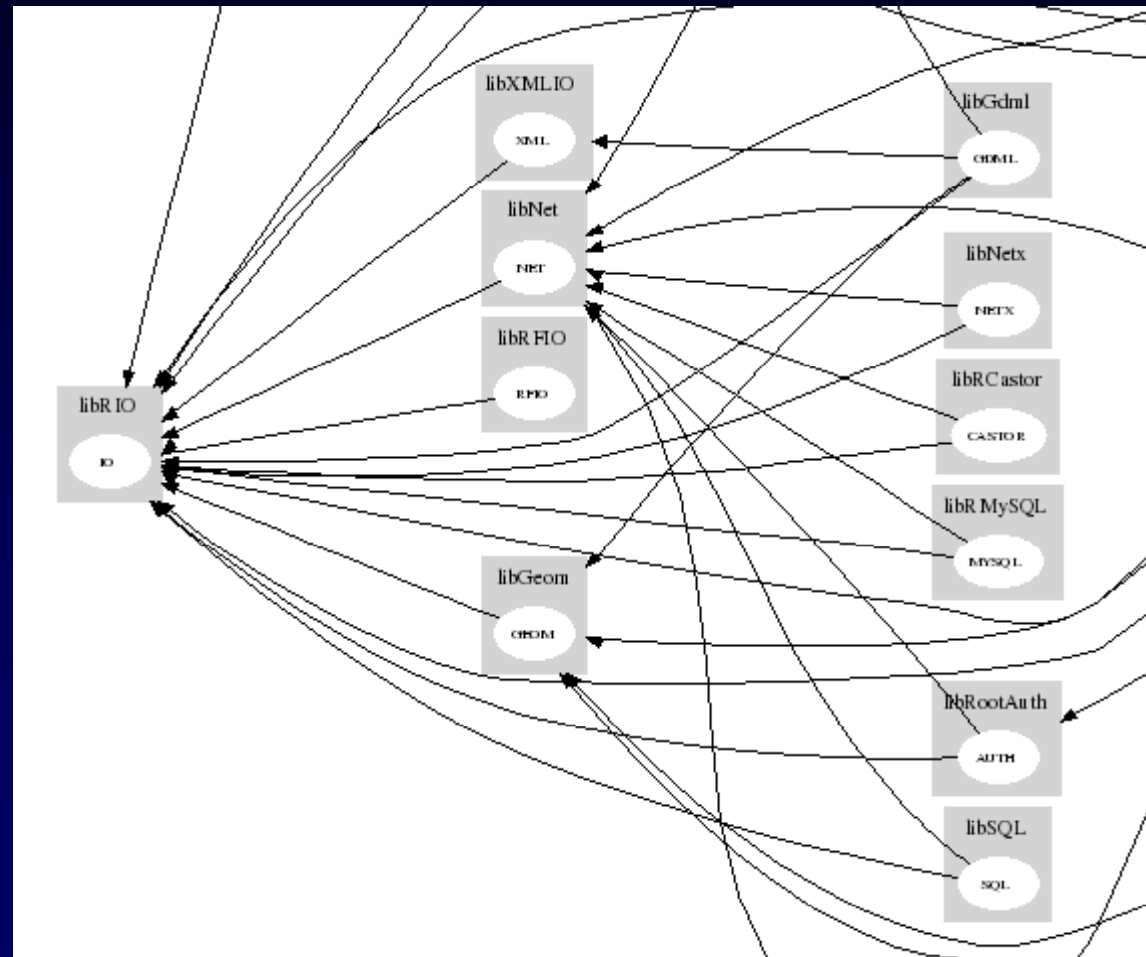 libXMLIO
XML
libNet
NET
libRFIO
RFIO
libRIO
IO
libGeom
GEOM
libGdml
GDML
libNetx
NETX
libRCastor
CASTOR
libRMySQL
MYSQL
libRootAuth
AUTH
libSQL
SQL